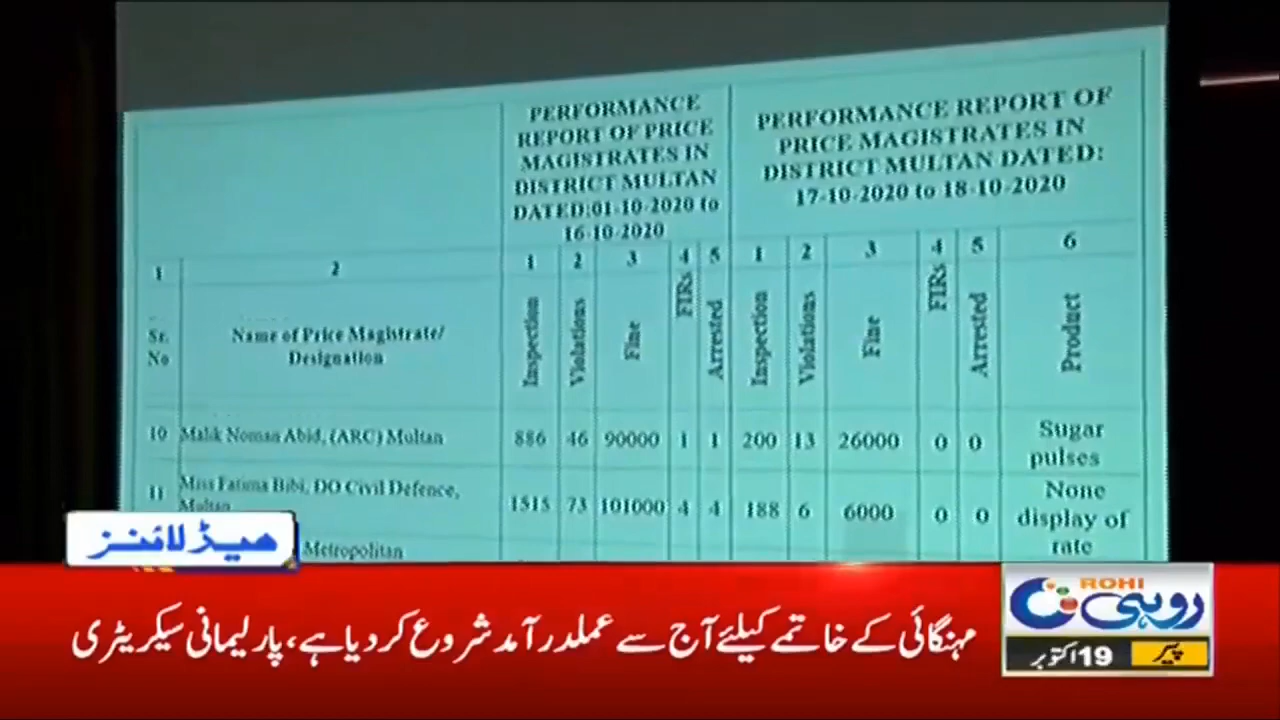 PERFORMANCE
REPORT OF PRICE
MAGISTRATES IN
DISTRICT MULTAN
DATED:01-10-2020 to
16-10-2020
PERFORMANCE REPORT OF
PRICE MAGISTRATES IN
DISTRICT MULTAN DATED:
17-10-2020 to 18-10-2020
1 2 1 2 3 4 5 1 2 3 4 5 6
Sr. No
Name of Price Magistrate/
Designation
Inspection Violations Fine FIRs Arrested Inspection Violations Fine FIRs Arrested Product
10 Malik Noman Abid, (ARC) Multan 886 46 90000 1 1 200 13 26000 0 0 Sugar
pulses
11 Miss Fatima Bibi, DO Civil Defence,
Multan 1515 73 101000 4 4 188 6 6000 0 0 None
display of
rate
Metropolitan
ہیڈ لائنز
مہنگائی کے خاتمے کیلئے آج سے عملدرآمد شروع کر دیا ہے، پارلیمانی سیکریٹری
ROHI
روہی
پیر
19 اکتوبر